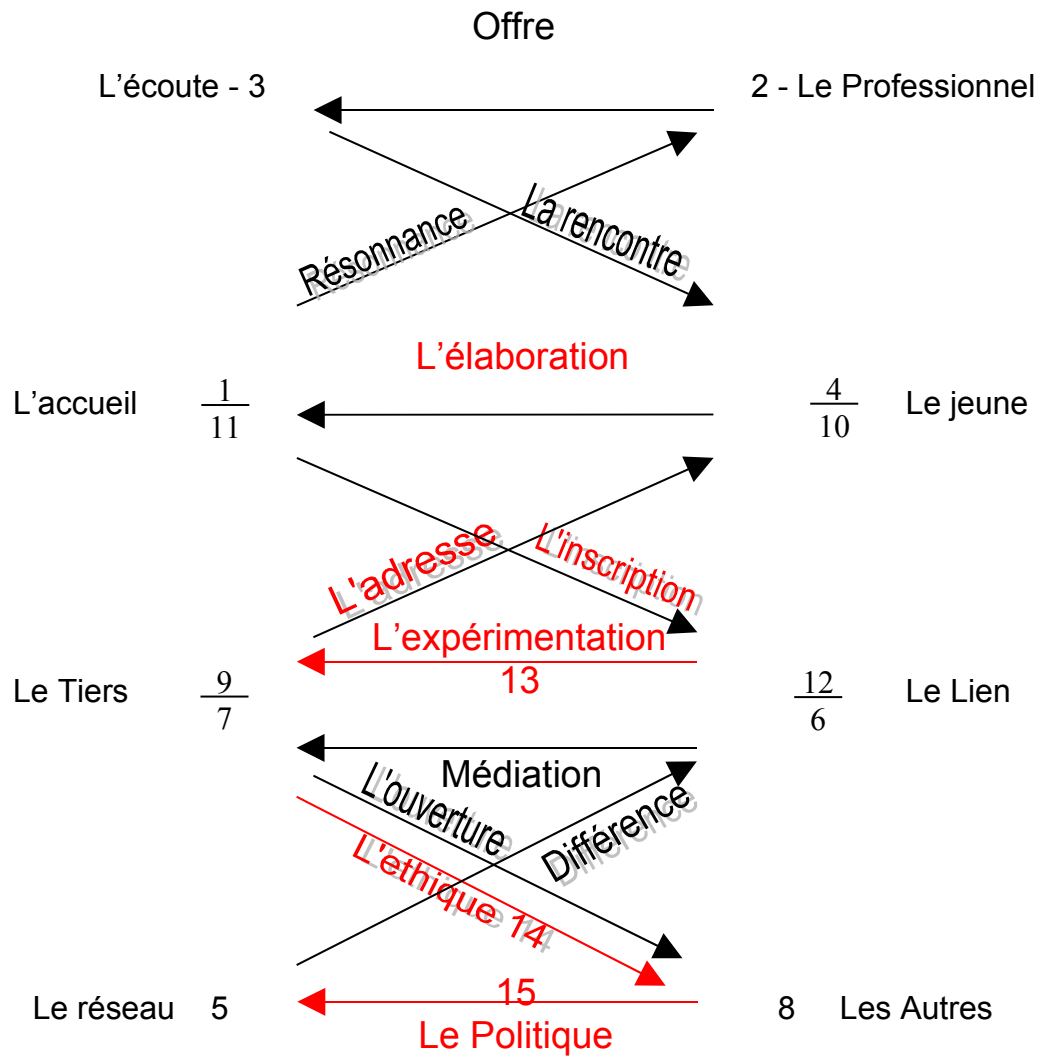 Offre
L'écoute - 3
2 - Le Professionnel
Résonnance
La rencontre
L'élaboration
L'accueil
1
11
4
10
Le jeune
L'adresse
L'inscription
L'expérimentation
13
Le Tiers
9
7
12
6
Le Lien
Médiation
L'ouverture
Différence
L'ethique 14
Le réseau 5
15
Le Politique
8 Les Autres